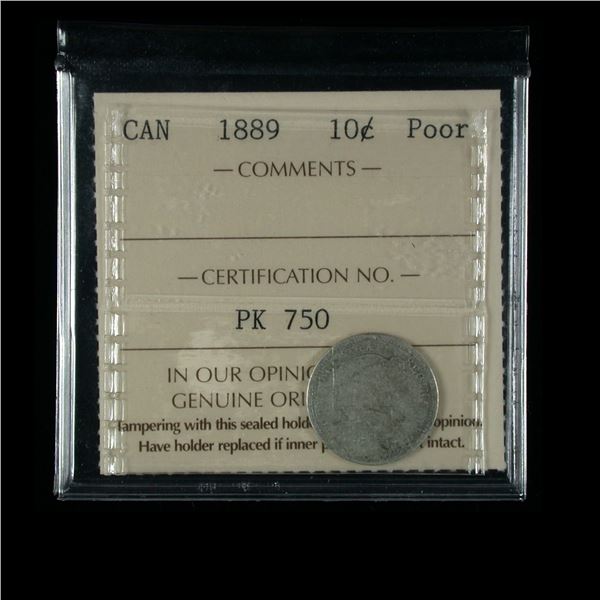 CAN 1889 10¢ Poor
— COMMENTS —
— CERTIFICATION NO. —
PK 750
IN OUR OPINI
GENUINE ORI
Tampering with this sealed hold opinion.
Have holder replaced if inner p intact.